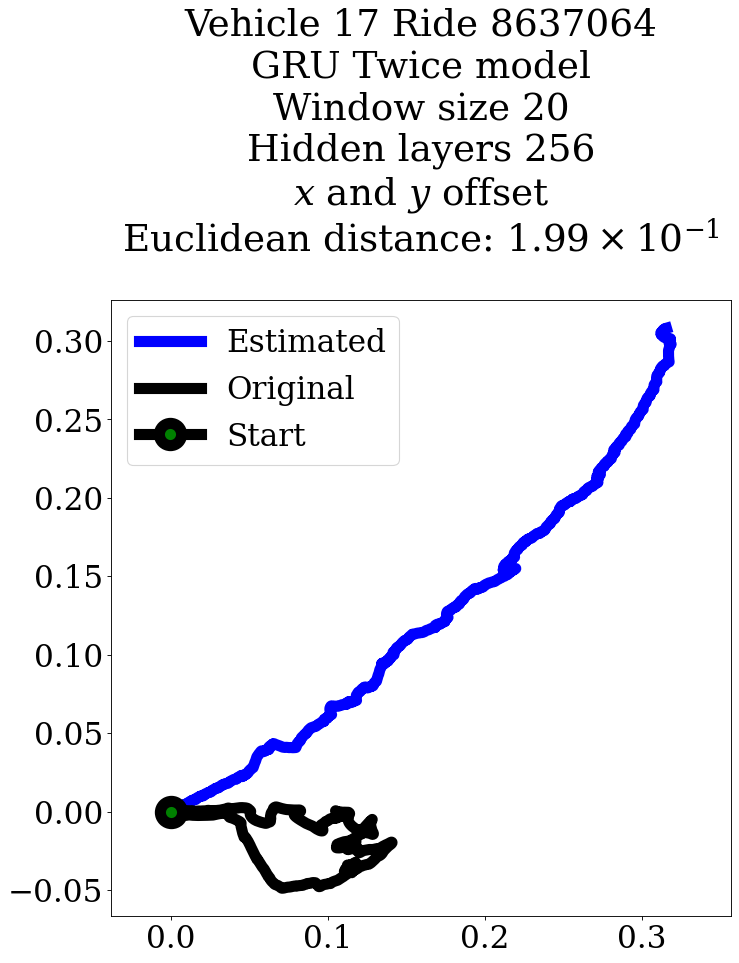 Vehicle 17 Ride 8637064
GRU Twice model
Window size 20
Hidden layers 256
x and y offset
Euclidean distance: 1.99 × 10⁻¹
Estimated
Original
Start
0.30
0.25
0.20
0.15
0.10
0.05
0.00
−0.05
0.0 0.1 0.2 0.3